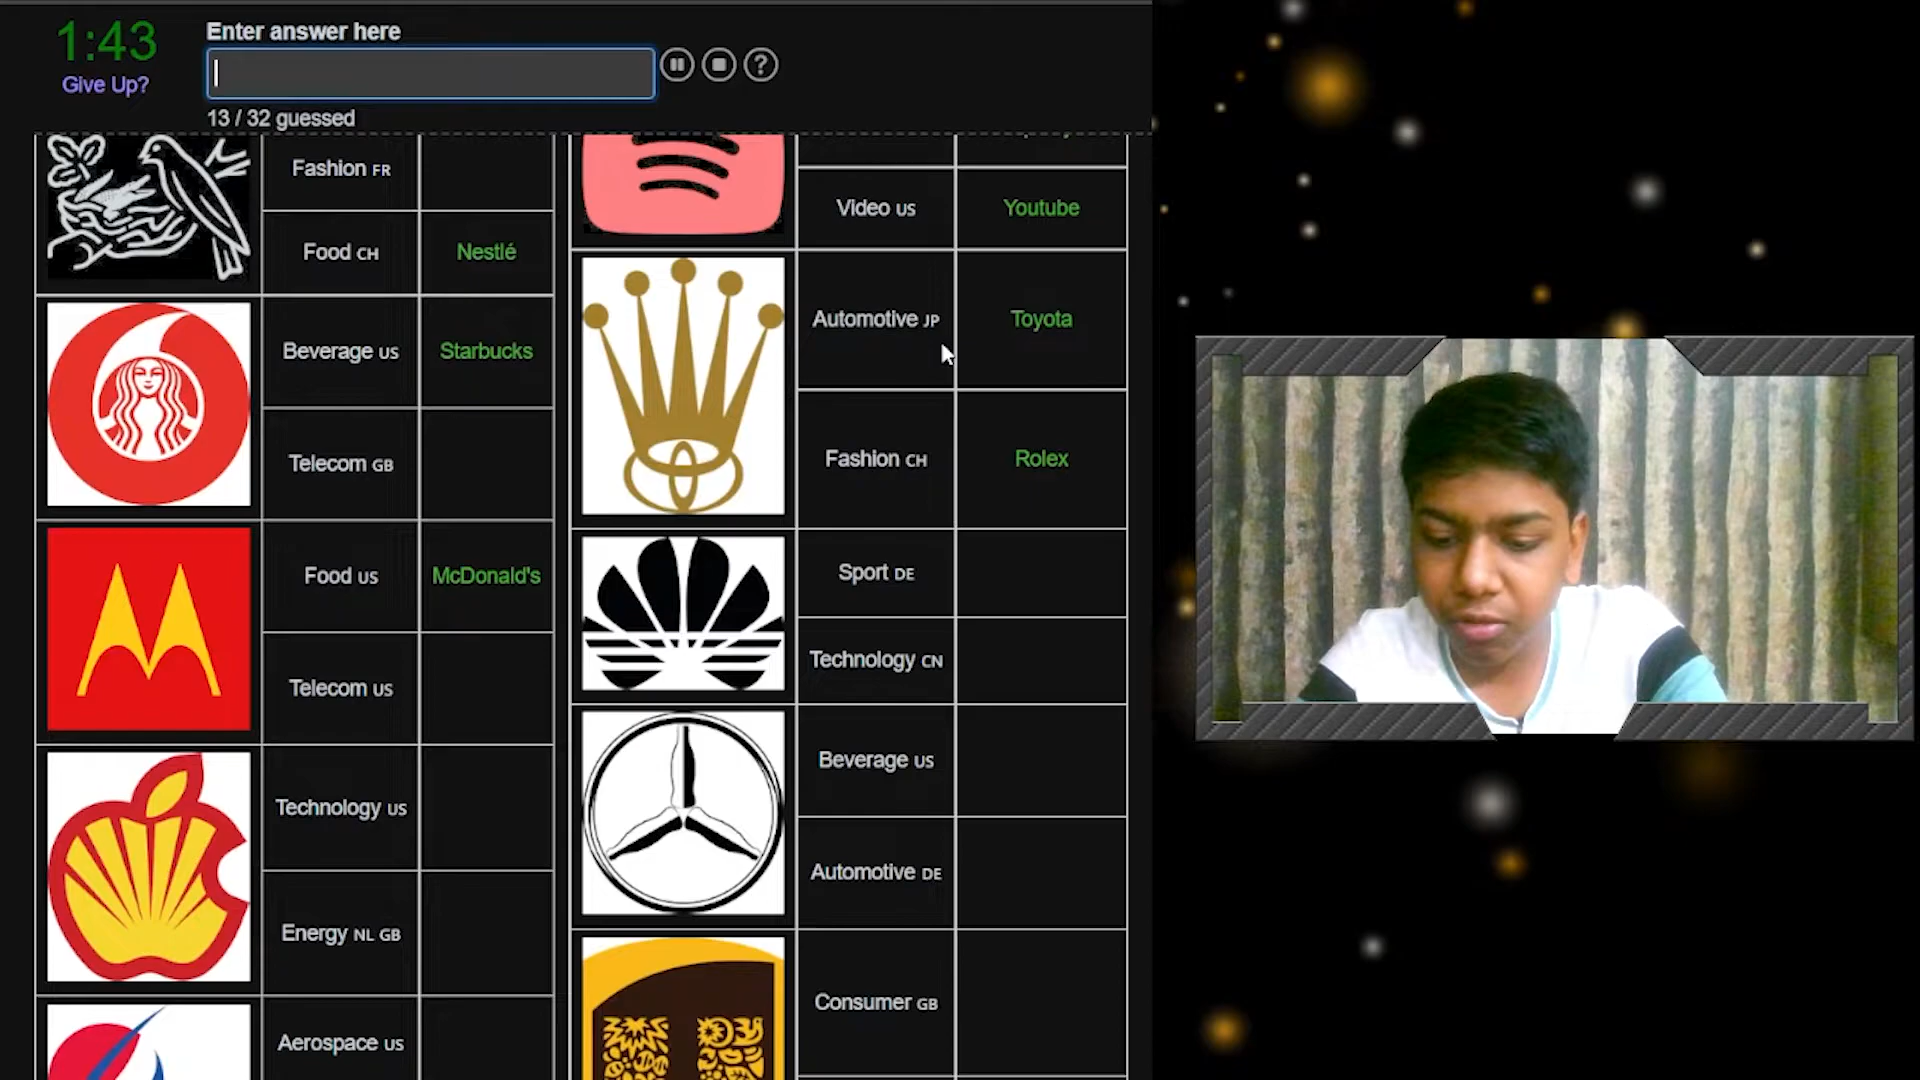 1:43
Give Up?
Enter answer here
13 / 32 guessed
Fashion FR
Food CH
Nestlé
Beverage US
Starbucks
Telecom GB
Food US
McDonald's
Telecom US
Technology US
Energy NL GB
Aerospace US
Video US
Youtube
Automotive JP
Toyota
Fashion CH
Rolex
Sport DE
Technology CN
Beverage US
Automotive DE
Consumer GB